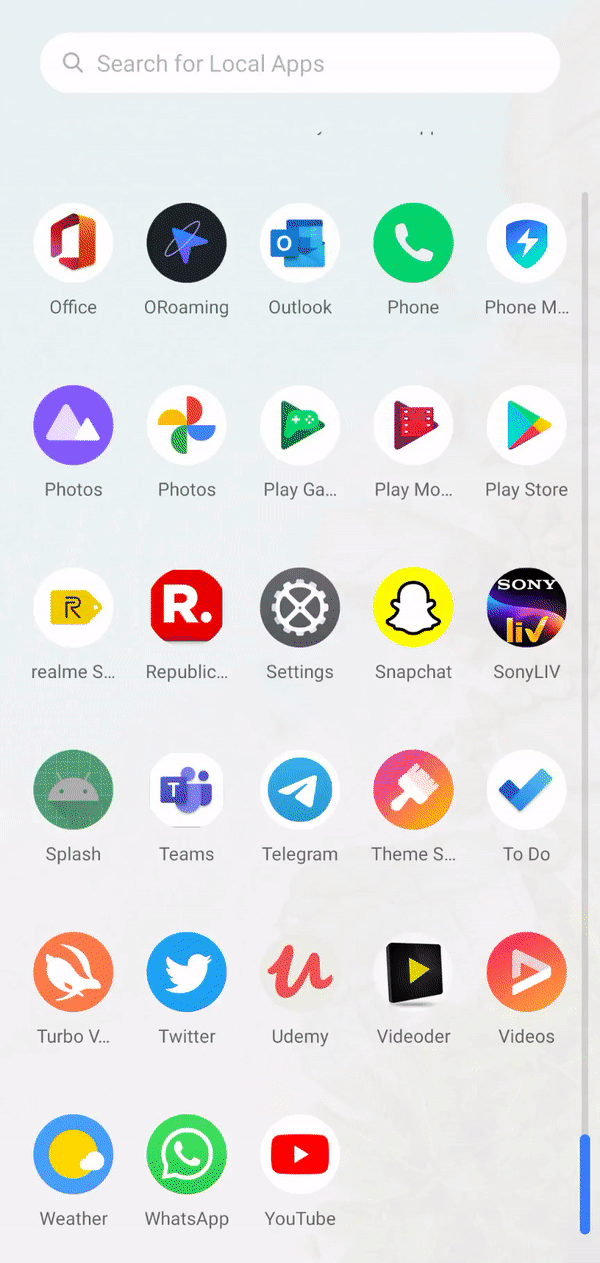 Search for Local Apps
Office ORoaming Outlook Phone Phone M...
Photos Photos Play Ga... Play Mo... Play Store
R. SONY liv
realme S... Republic... Settings Snapchat SonyLIV
Splash Teams Telegram Theme S... To Do
Turbo V... Twitter Udemy Videoder Videos
Weather WhatsApp YouTube